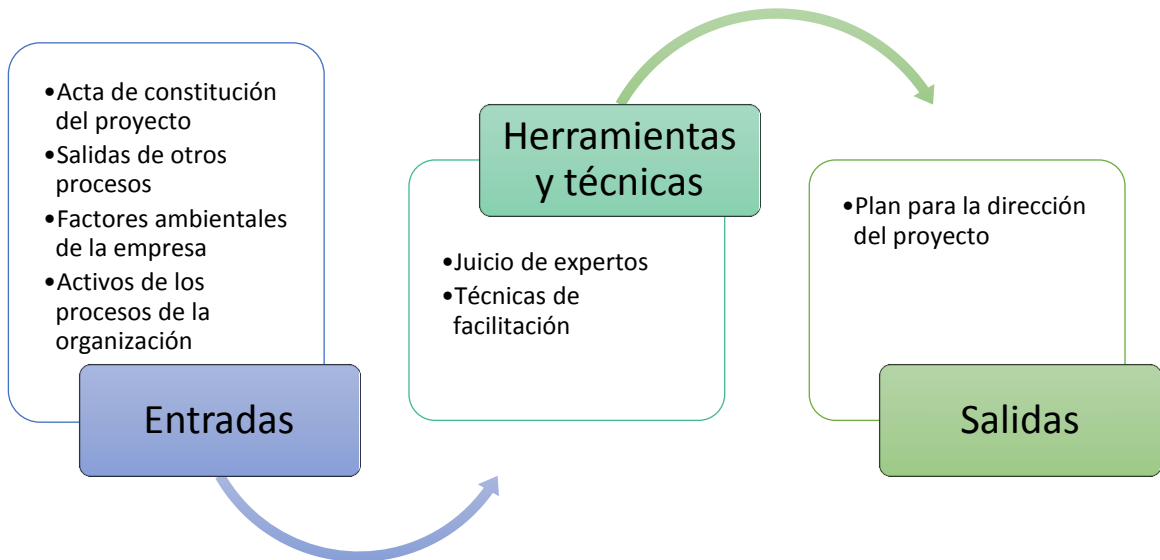 •Acta de constitución
del proyecto
•Salidas de otros
procesos
•Factores ambientales
de la empresa
•Activos de los
procesos de la
organización
Entradas
Herramientas
y técnicas
•Juicio de expertos
•Técnicas de
facilitación
•Plan para la dirección
del proyecto
Salidas